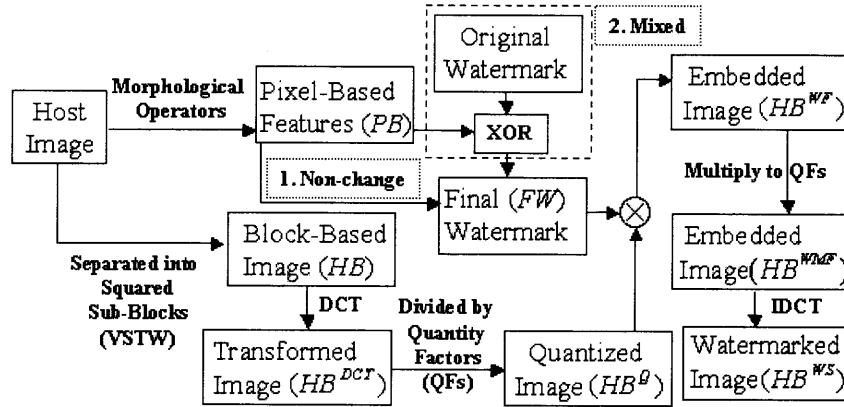 Original
Watermark
2. Mixed
Host
Image
Morphological
Operators
Pixel-Based
Features (PB)
XOR
Embedded
Image (HB^WF)
1. Non-change
Final (FW)
Watermark
Multiply to QFs
Block-Based
Image (HB)
Embedded
Image(HB^WMF)
Separated into
Squared
Sub-Blocks
(VSTW)
DCT
Divided by
Quantity
Factors
(QFs)
IDCT
Transformed
Image (HB^DCT)
Quantized
Image (HB^Q)
Watermarked
Image(HB^WS)